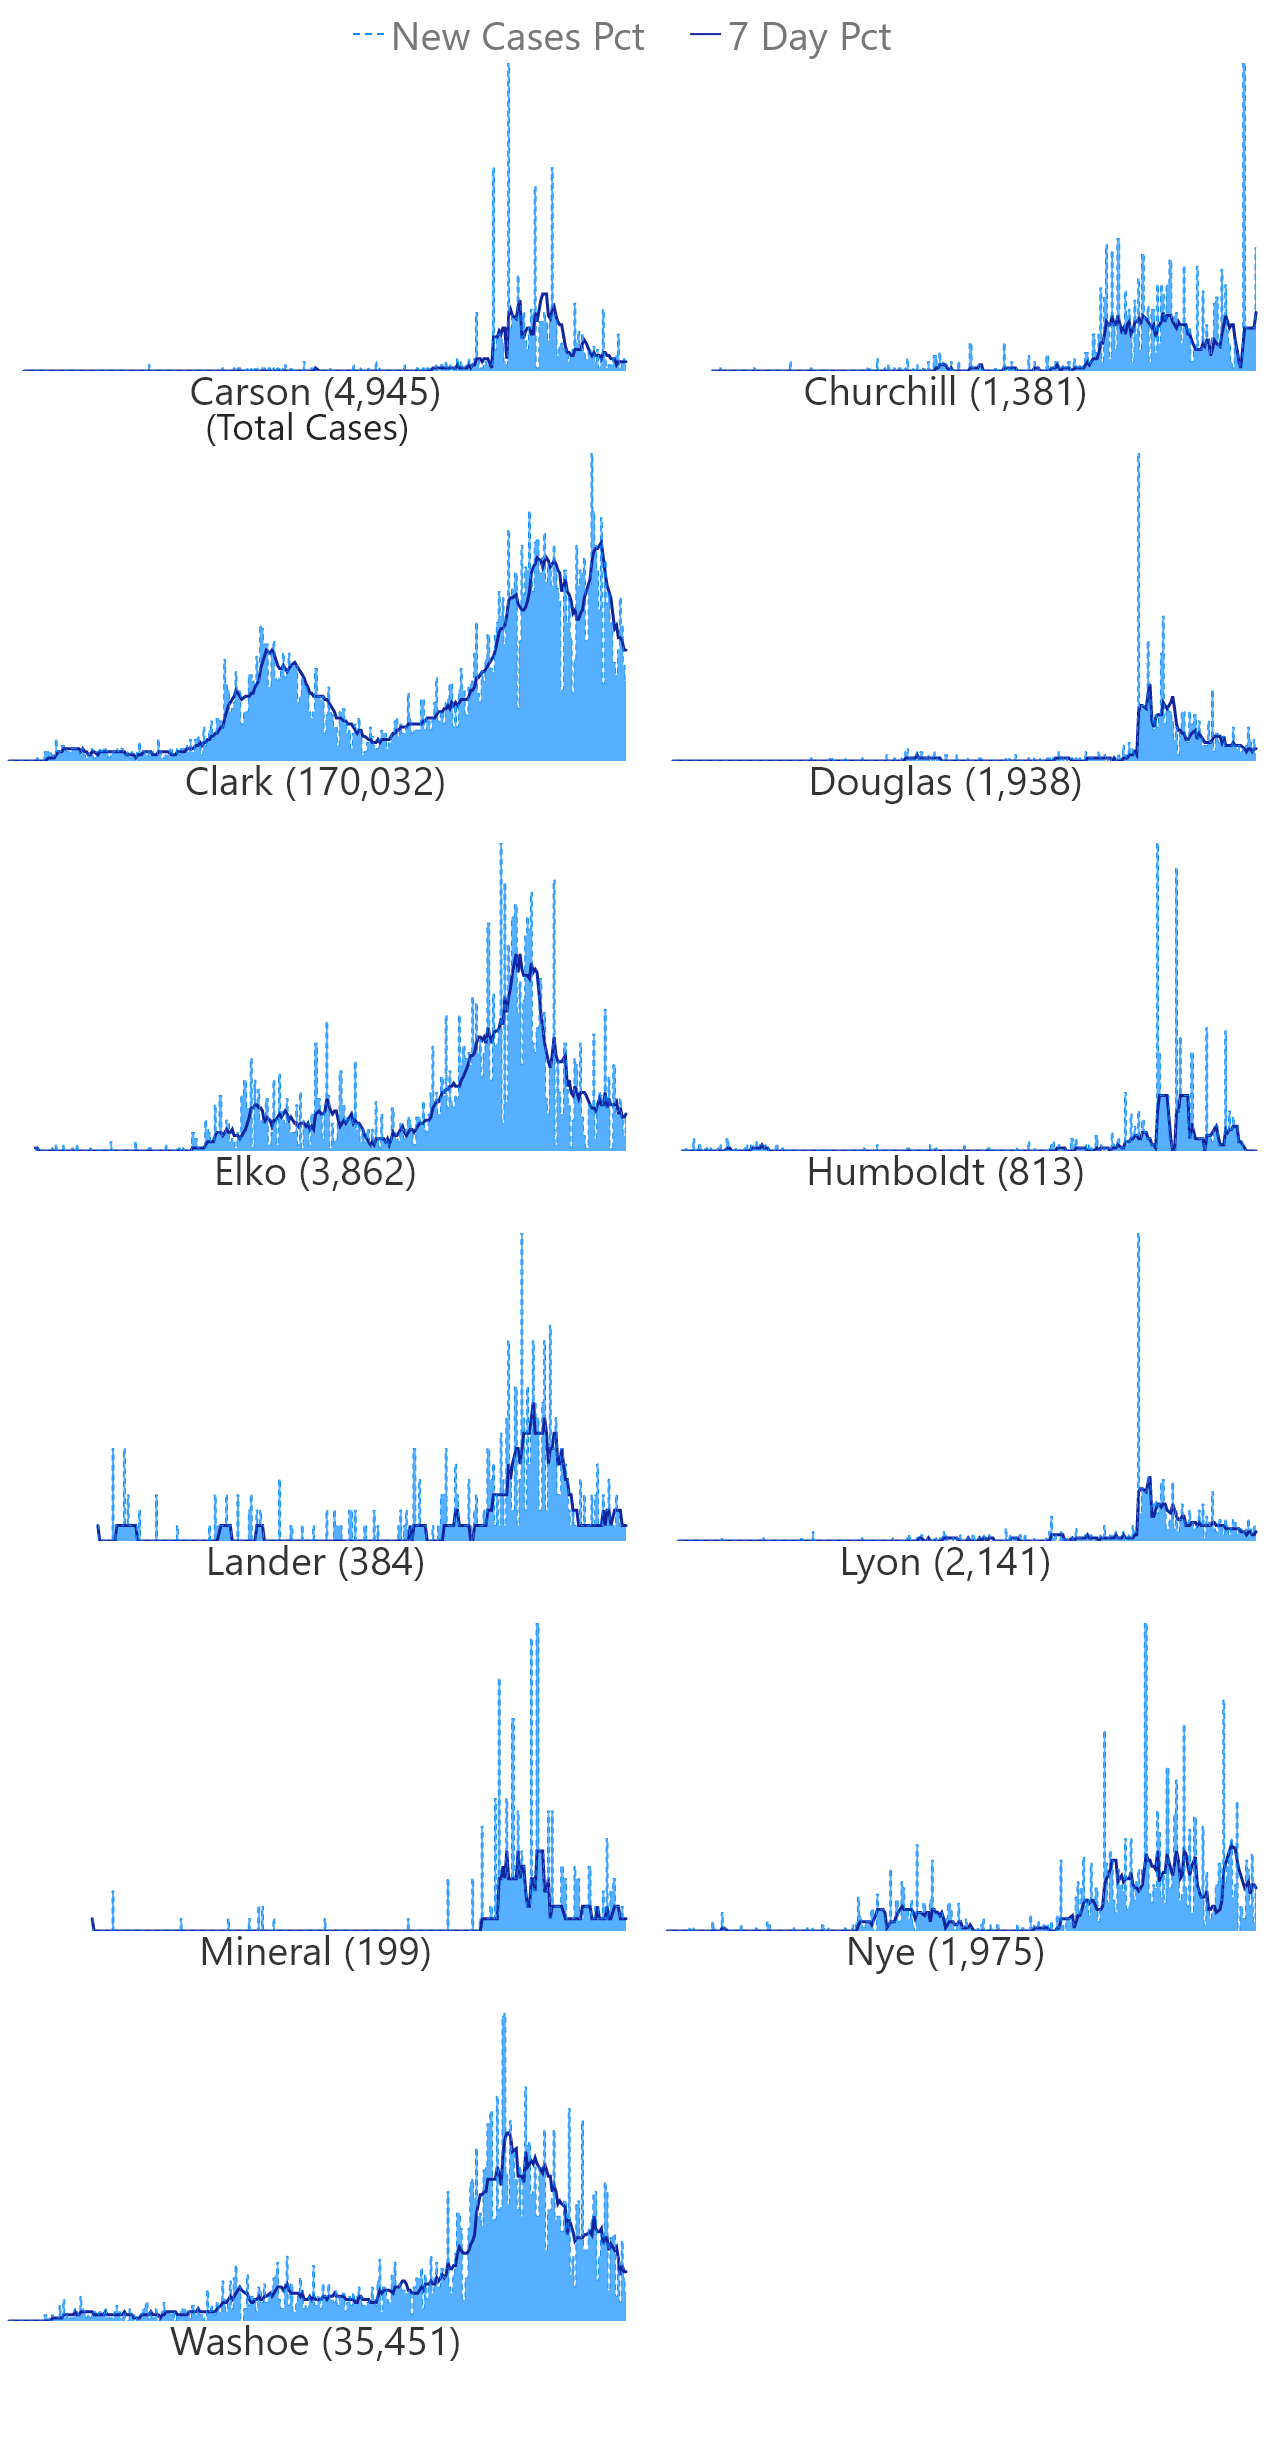 New Cases Pct 7 Day Pct
Carson (4,945) Churchill (1,381)
(Total Cases)
Clark (170,032) Douglas (1,938)
Elko (3,862) Humboldt (813)
Lander (384) Lyon (2,141)
Mineral (199) Nye (1,975)
Washoe (35,451)